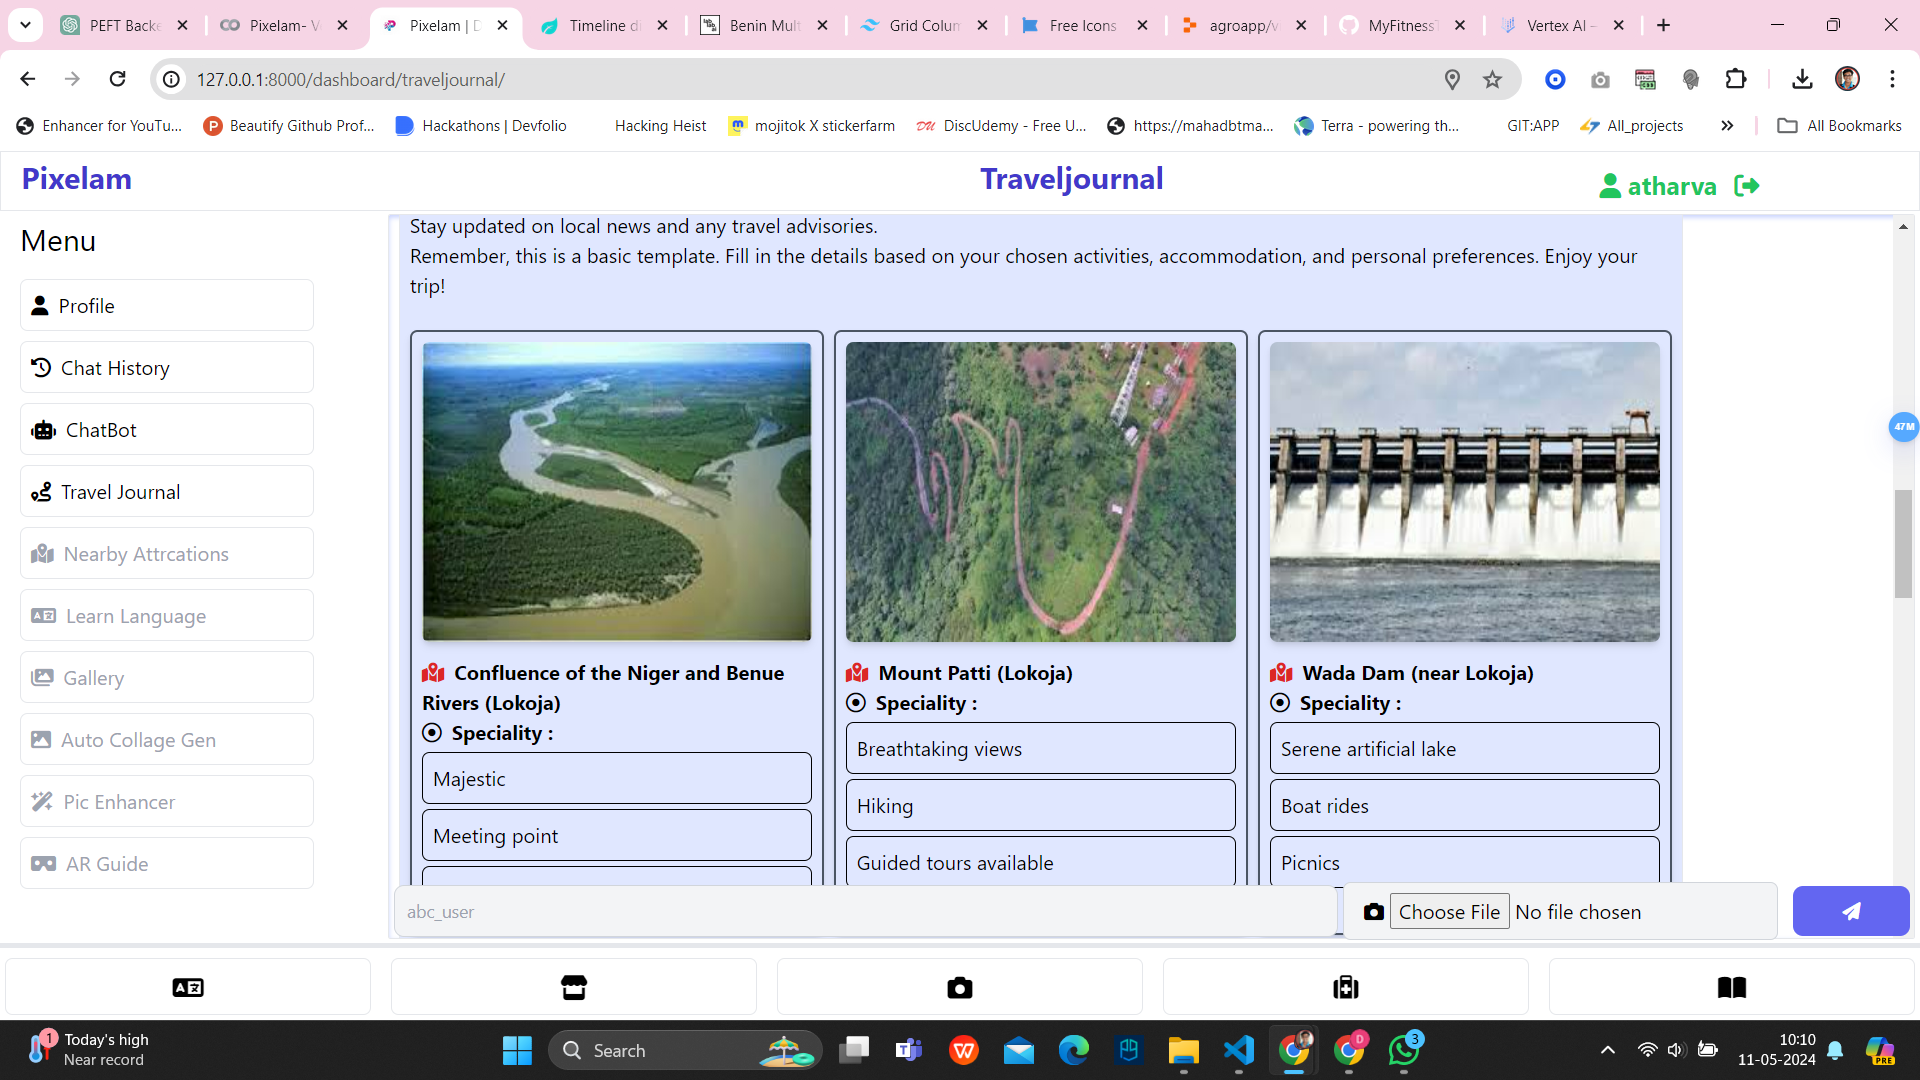 PEFT Backe
Pixelam- V
Pixelam | D
Timeline di
Benin Mult
Grid Colum
Free Icons
agroapp/v
MyFitnessT
Vertex AI -
127.0.0.1:8000/dashboard/traveljournal/
Enhancer for YouTu...
Beautify Github Prof...
Hackathons | Devfolio
Hacking Heist
mojitok X stickerfarm
DiscUdemy - Free U...
https://mahadbtma...
Terra - powering th...
GIT:APP
All_projects
All Bookmarks
Pixelam
Traveljournal
atharva
Menu
Profile
Chat History
ChatBot
Travel Journal
Nearby Attrcations
Learn Language
Gallery
Auto Collage Gen
Pic Enhancer
AR Guide
Stay updated on local news and any travel advisories.
Remember, this is a basic template. Fill in the details based on your chosen activities, accommodation, and personal preferences. Enjoy your
trip!
Confluence of the Niger and Benue
Rivers (Lokoja)
Speciality :
Majestic
Meeting point
Mount Patti (Lokoja)
Speciality :
Breathtaking views
Hiking
Guided tours available
Wada Dam (near Lokoja)
Speciality :
Serene artificial lake
Boat rides
Picnics
47M
abc_user
Choose File No file chosen
1
Today's high
Near record
Search
D
3
10:10
11-05-2024
PRE